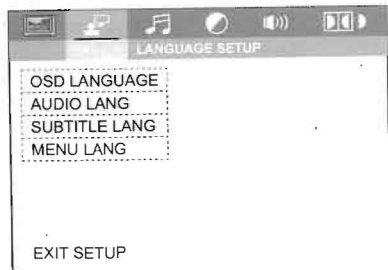 LANGUAGE SETUP
OSD LANGUAGE
AUDIO LANG
SUBTITLE LANG
MENU LANG
EXIT SETUP